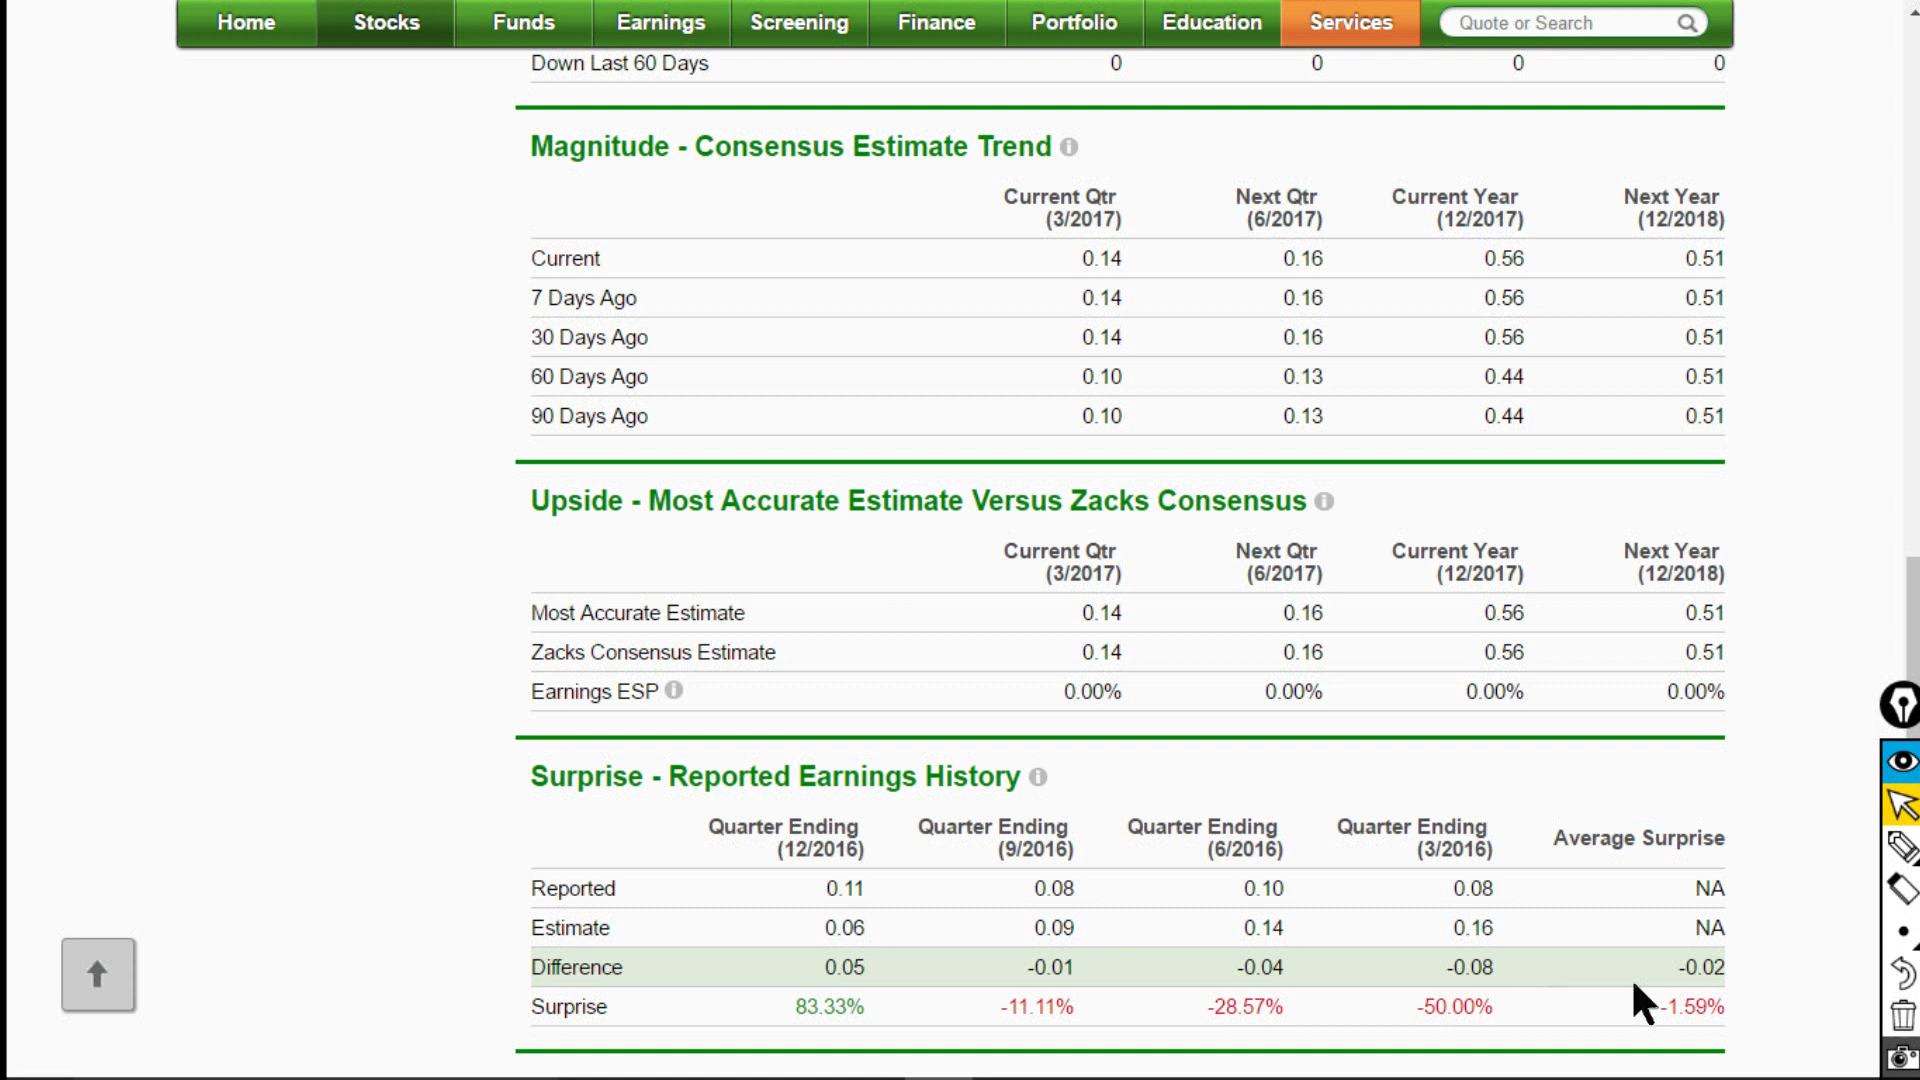 Home Stocks Funds Earnings Screening Finance Portfolio Education Services Quote or Search
Down Last 60 Days 0 0 0 0
Magnitude - Consensus Estimate Trend
Current Qtr Next Qtr Current Year Next Year
(3/2017) (6/2017) (12/2017) (12/2018)
Current 0.14 0.16 0.56 0.51
7 Days Ago 0.14 0.16 0.56 0.51
30 Days Ago 0.14 0.16 0.56 0.51
60 Days Ago 0.10 0.13 0.44 0.51
90 Days Ago 0.10 0.13 0.44 0.51
Upside - Most Accurate Estimate Versus Zacks Consensus
Current Qtr Next Qtr Current Year Next Year
(3/2017) (6/2017) (12/2017) (12/2018)
Most Accurate Estimate 0.14 0.16 0.56 0.51
Zacks Consensus Estimate 0.14 0.16 0.56 0.51
Earnings ESP 0.00% 0.00% 0.00% 0.00%
Surprise - Reported Earnings History
Quarter Ending Quarter Ending Quarter Ending Quarter Ending Average Surprise
(12/2016) (9/2016) (6/2016) (3/2016)
Reported 0.11 0.08 0.10 0.08 NA
Estimate 0.06 0.09 0.14 0.16 NA
Difference 0.05 -0.01 -0.04 -0.08 -0.02
Surprise 83.33% -11.11% -28.57% -50.00% -1.59%